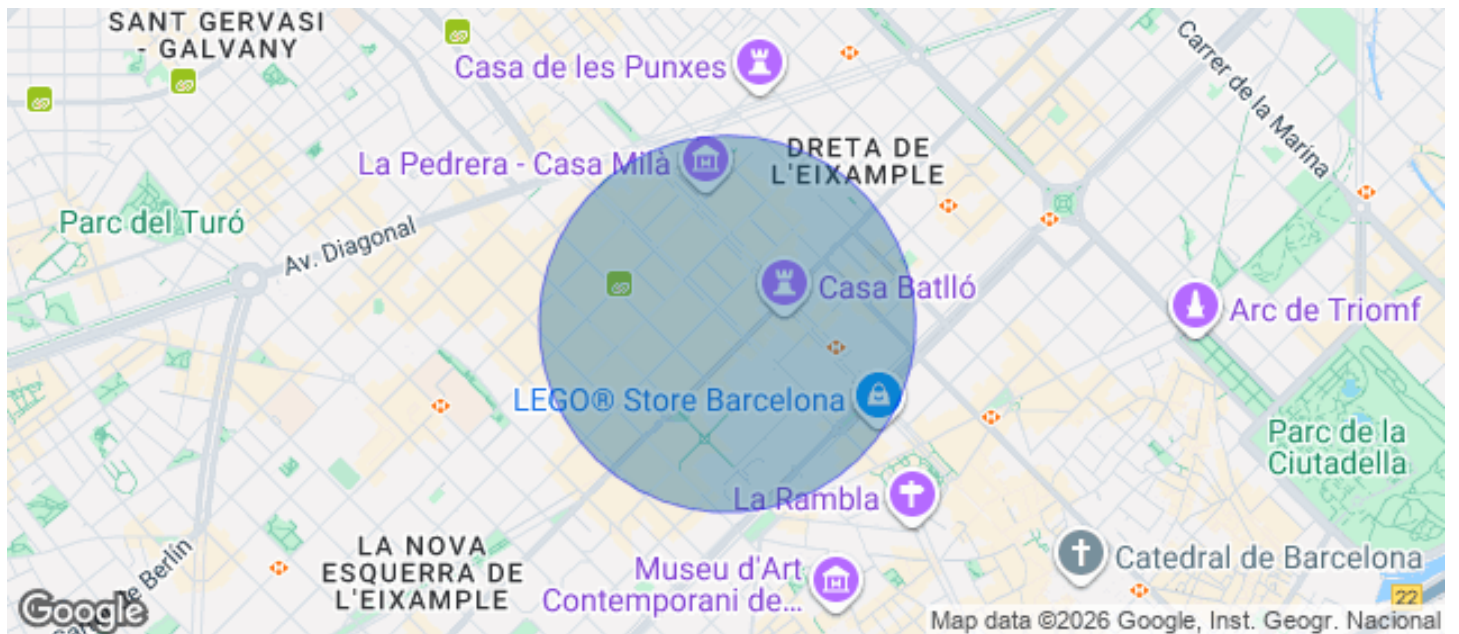 SANT GERVASI
- GALVANY
Casa de les Punxes
Carrer de la Marina
DRETA DE
L'EIXAMPLE
La Pedrera - Casa Milà
Parc del Turó
Av. Diagonal
Casa Batlló
Arc de Triomf
LEGO® Store Barcelona
Parc de la
Ciutadella
La Rambla
LA NOVA
ESQUERRA DE
L'EIXAMPLE
Museu d'Art
Contemporani de...
Catedral de Barcelona
de Berlín
22
Google
Map data ©2026 Google, Inst. Geogr. Nacional